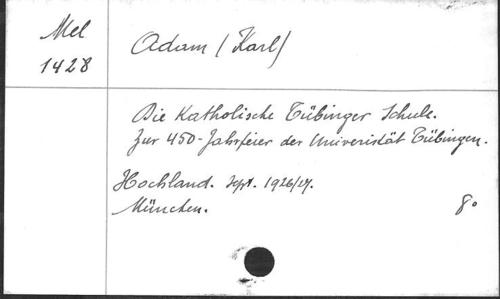 Mel
1428
Adam (Karl)
Die Katholische Tübinger Schule.
Zur 450-Jahrfeier der Univeristät Tübingen.
Hochland. Sept. 1926/27.
München. 8°